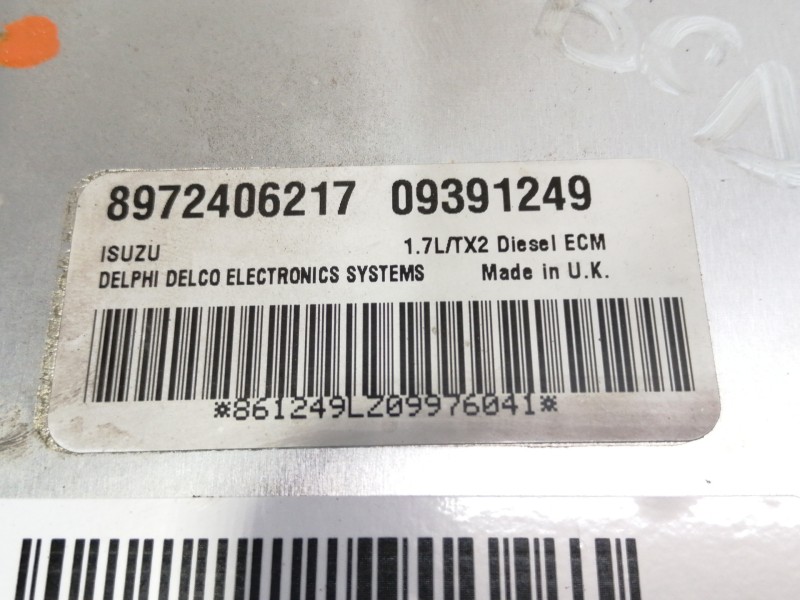 8972406217 09391249
ISUZU 1.7L/TX2 Diesel ECM
DELPHI DELCO ELECTRONICS SYSTEMS Made in U.K.
*861249LZ09976041*